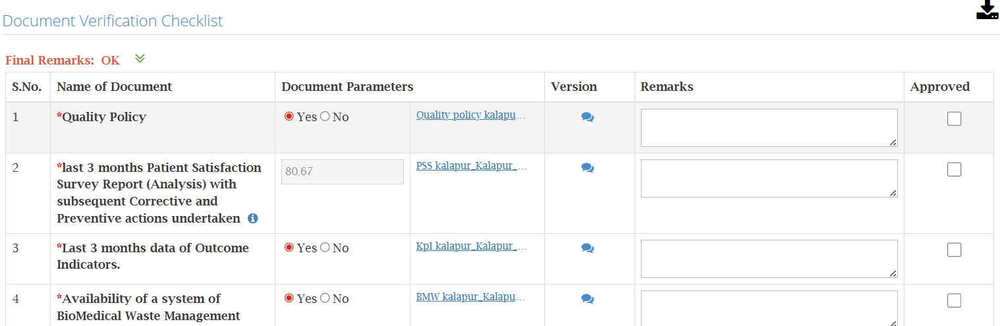 Document Verification Checklist
Final Remarks: OK
S.No. Name of Document Document Parameters Version Remarks Approved
1 *Quality Policy Yes No Quality policy kalapu...
2 *last 3 months Patient Satisfaction 80.67 PSS kalapur_Kalapur_...
Survey Report (Analysis) with
subsequent Corrective and
Preventive actions undertaken
3 *Last 3 months data of Outcome Yes No KpI kalapur_Kalapur_...
Indicators.
4 *Availability of a system of Yes No BMW kalapur_Kalapu...
BioMedical Waste Management